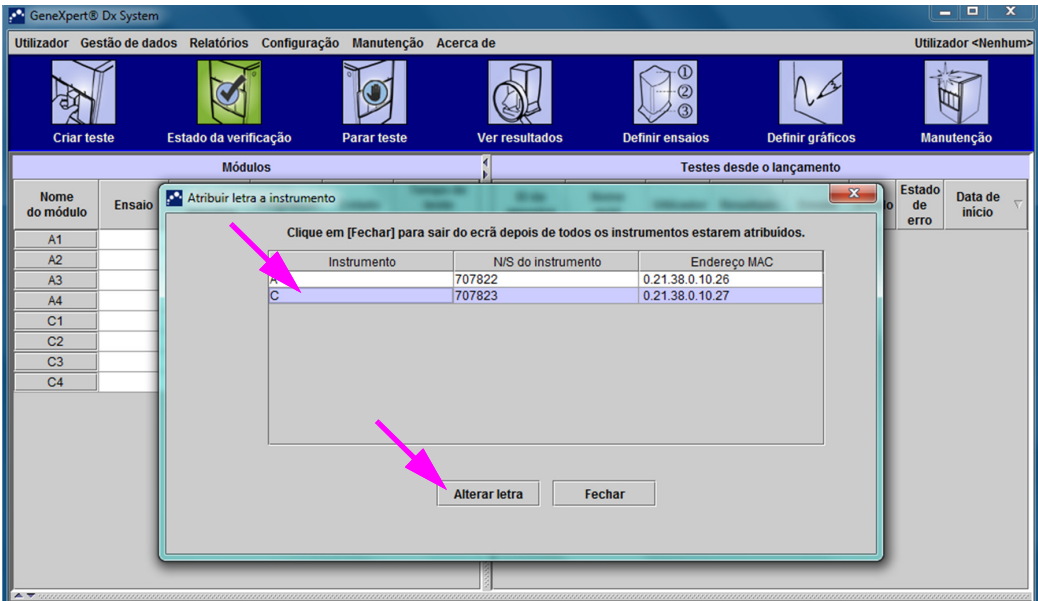 GeneXpert® Dx System
Utilizador Gestão de dados Relatórios Configuração Manutenção Acerca de Utilizador <Nenhum>
Criar teste Estado da verificação Parar teste Ver resultados Definir ensaios Definir gráficos Manutenção
Módulos Testes desde o lançamento
Nome do módulo Ensaio Estado de erro Data de início
Atribuir letra a instrumento
Clique em [Fechar] para sair do ecrã depois de todos os instrumentos estarem atribuídos.
Instrumento N/S do instrumento Endereço MAC
A 707822 0.21.38.0.10.26
C 707823 0.21.38.0.10.27
A1
A2
A3
A4
C1
C2
C3
C4
Alterar letra Fechar